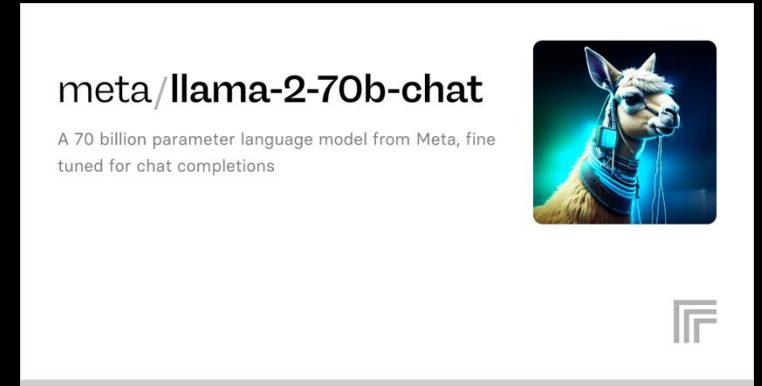 meta/llama-2-70b-chat
A 70 billion parameter language model from Meta, fine
tuned for chat completions